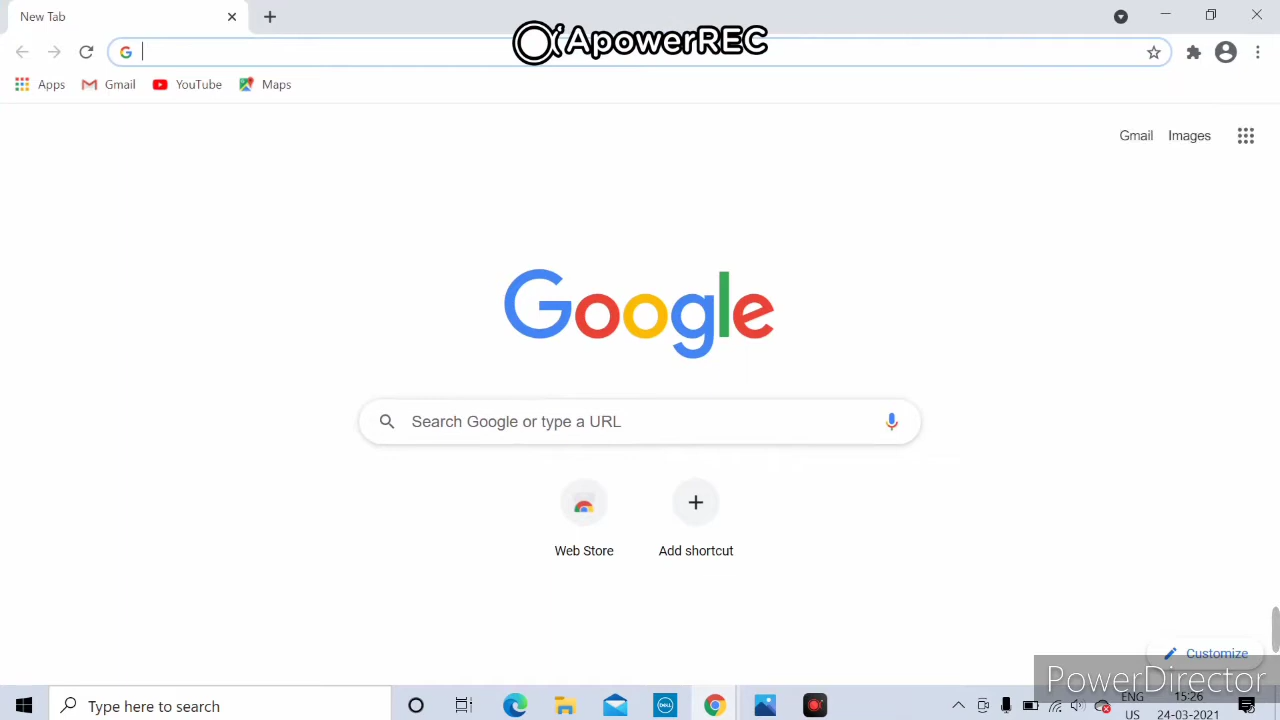 New Tab
ApowerREC
Apps Gmail YouTube Maps
Gmail Images
Google
Search Google or type a URL
Web Store Add shortcut
Customize
PowerDirector
Type here to search
DELL
ENG 15:26
US 24-03-2021